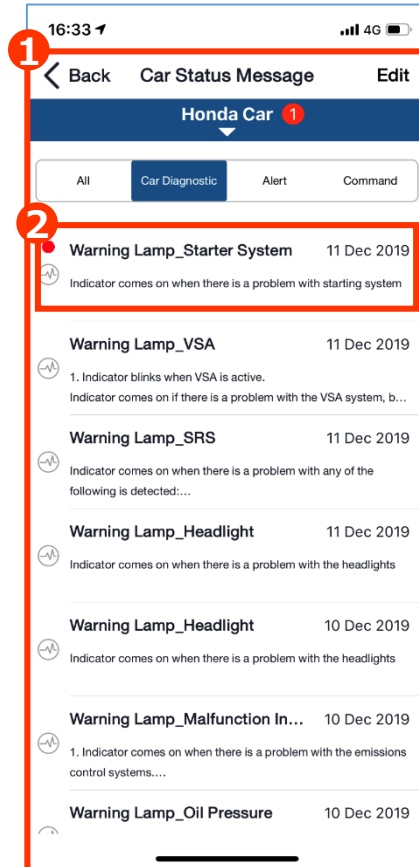 16:33
4G
1
Back Car Status Message Edit
Honda Car 1
All Car Diagnostic Alert Command
2
Warning Lamp_Starter System 11 Dec 2019
Indicator comes on when there is a problem with starting system
Warning Lamp_VSA 11 Dec 2019
1. Indicator blinks when VSA is active.
Indicator comes on if there is a problem with the VSA system, b...
Warning Lamp_SRS 11 Dec 2019
Indicator comes on when there is a problem with any of the
following is detected:...
Warning Lamp_Headlight 11 Dec 2019
Indicator comes on when there is a problem with the headlights
Warning Lamp_Headlight 10 Dec 2019
Indicator comes on when there is a problem with the headlights
Warning Lamp_Malfunction In... 10 Dec 2019
1. Indicator comes on when there is a problem with the emissions
control systems....
Warning Lamp_Oil Pressure 10 Dec 2019